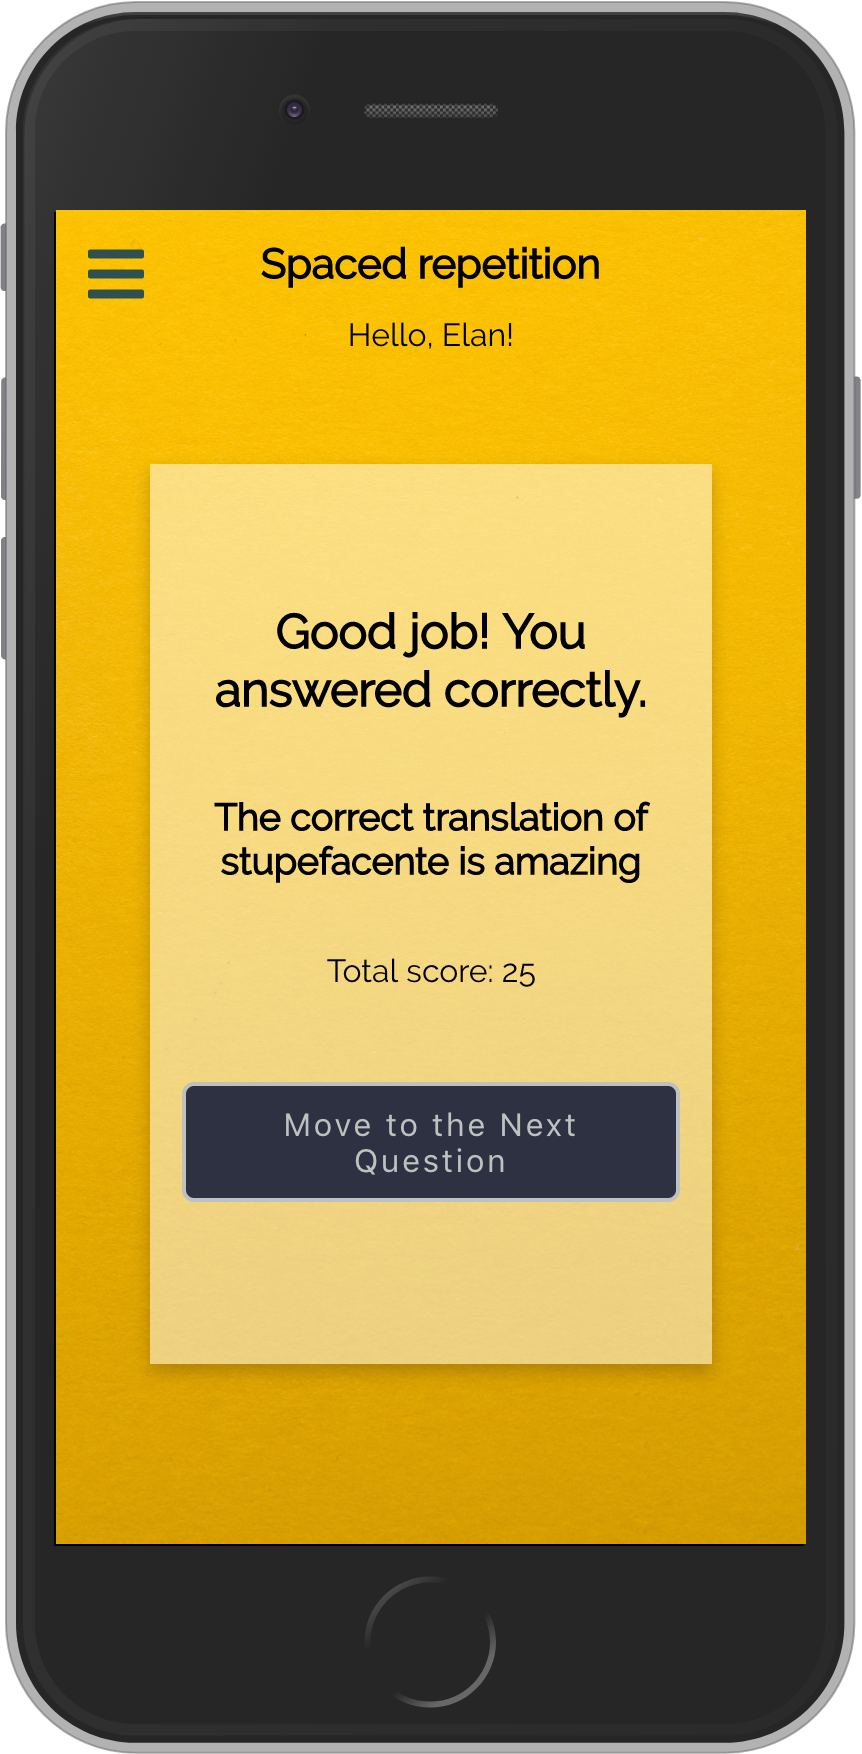 Spaced repetition
Hello, Elan!
Good job! You
answered correctly.
The correct translation of
stupefacente is amazing
Total score: 25
Move to the Next
Question